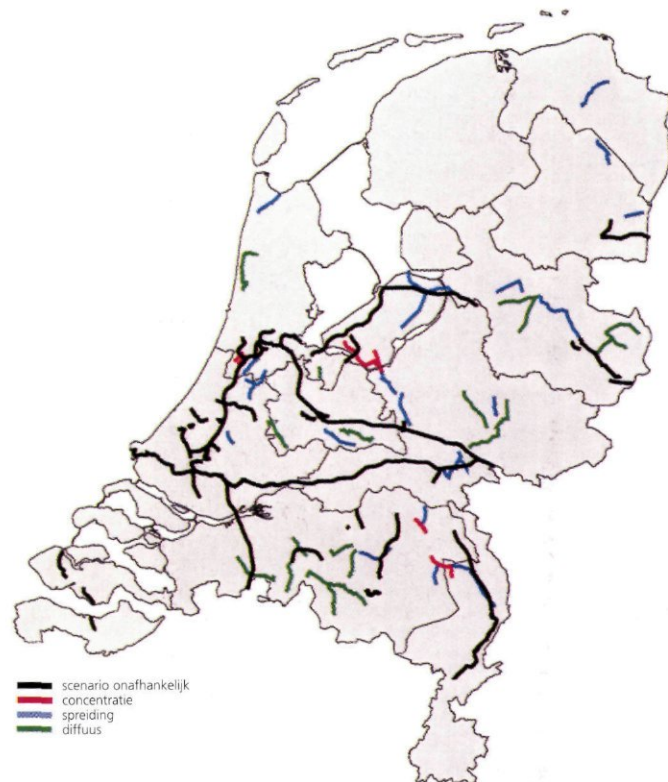 scenario onafhankelijk
concentratie
spreiding
diffuus